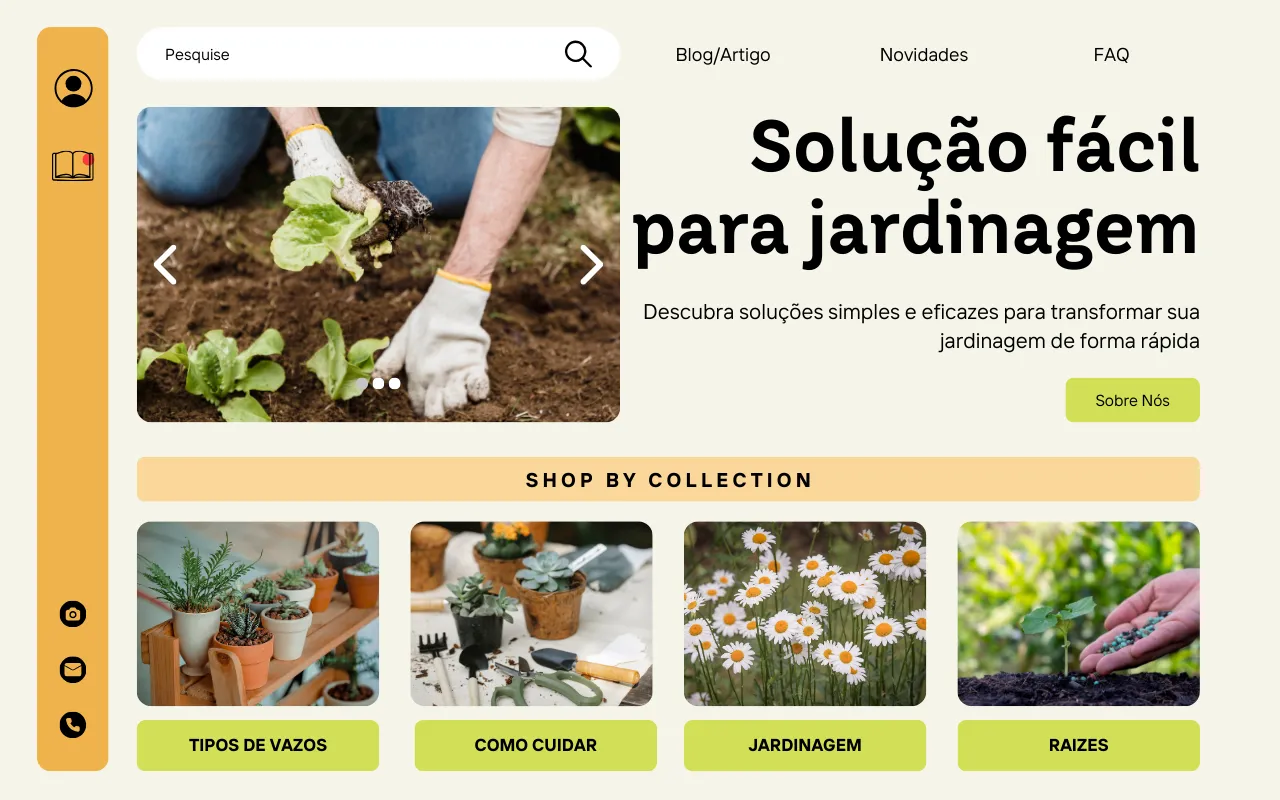 Pesquise
Blog/Artigo
Novidades
FAQ
Solução fácil
para jardinagem
Descubra soluções simples e eficazes para transformar sua
jardinagem de forma rápida
Sobre Nós
SHOP BY COLLECTION
TIPOS DE VAZOS
COMO CUIDAR
JARDINAGEM
RAIZES